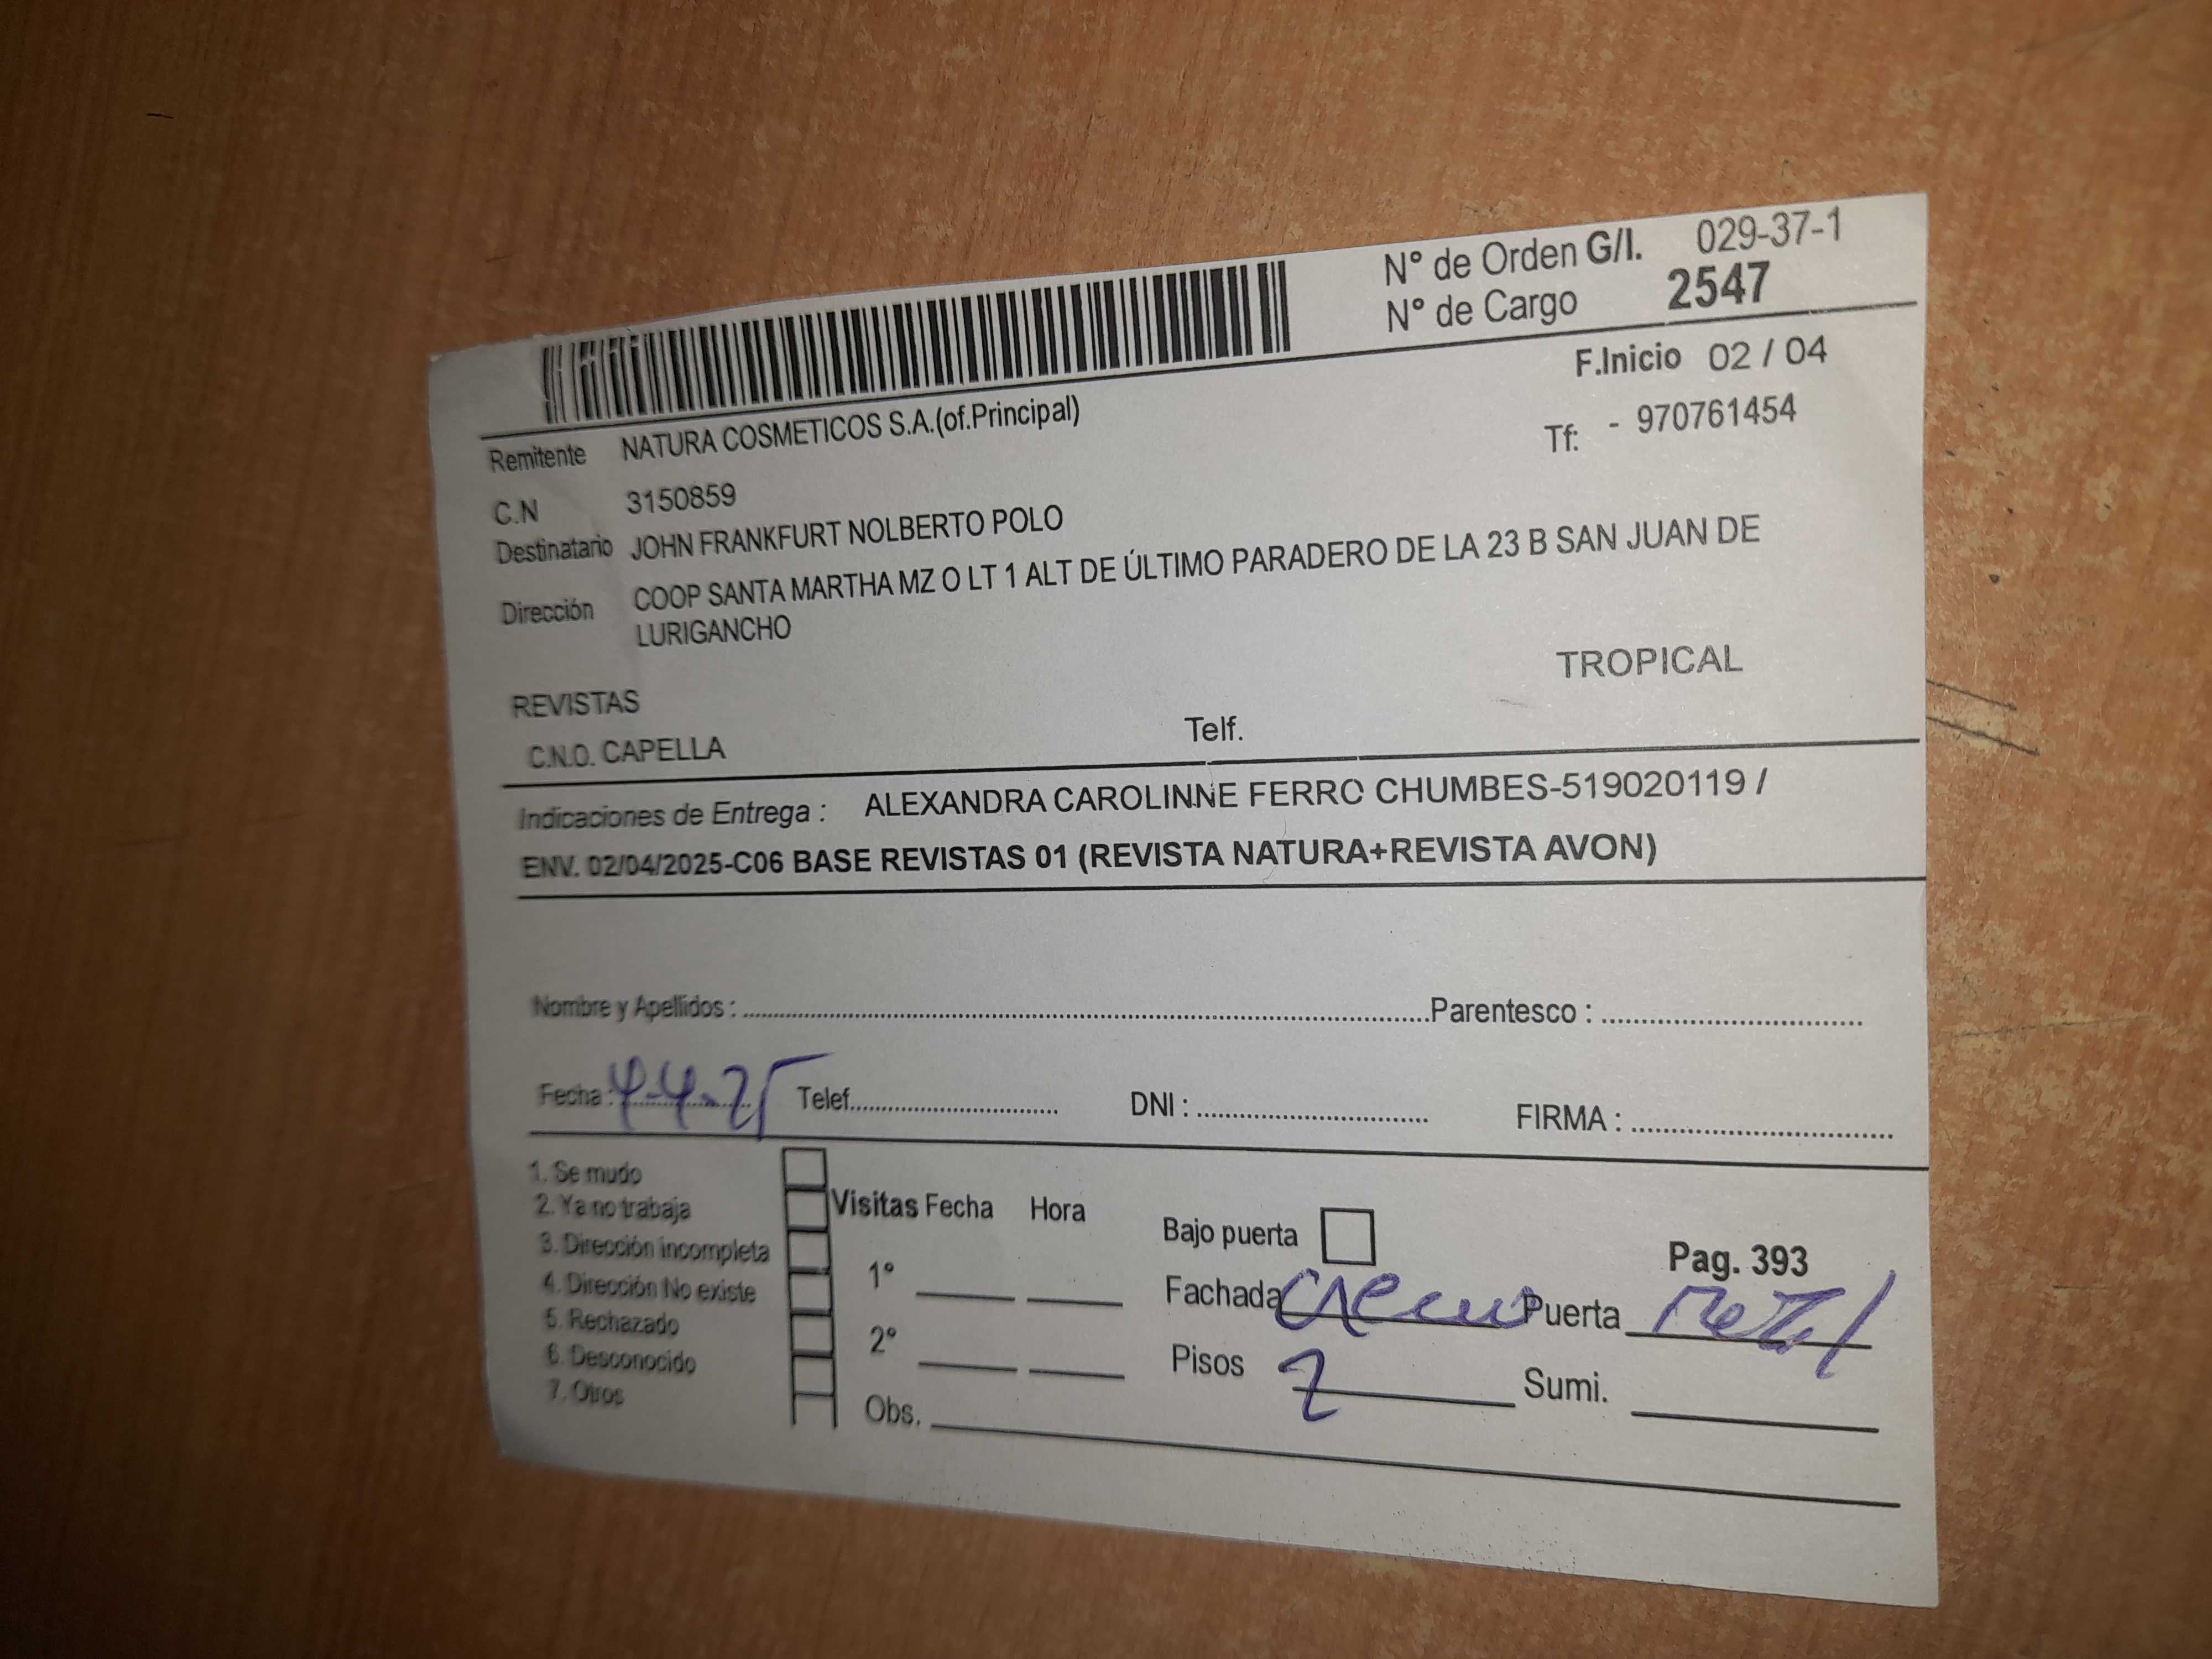 N° de Orden G/I. 029-37-1
N° de Cargo 2547
F.Inicio 02 / 04
Remitente NATURA COSMETICOS S.A.(of.Principal)
Tf: - 970761454
C.N 3150859
Destinatario JOHN FRANKFURT NOLBERTO POLO
Dirección COOP SANTA MARTHA MZ O LT 1 ALT DE ÚLTIMO PARADERO DE LA 23 B SAN JUAN DE
LURIGANCHO
TROPICAL
REVISTAS
C.N.O. CAPELLA Telf.
Indicaciones de Entrega : ALEXANDRA CAROLINNE FERRO CHUMBES-519020119 /
ENV. 02/04/2025-C06 BASE REVISTAS 01 (REVISTA NATURA+REVISTA AVON)
Nombre y Apellidos : Parentesco :
Fecha : 4-4-25 Telef. DNI : FIRMA :
1. Se mudo
2. Ya no trabaja
3. Dirección incompleta
4. Dirección No existe
5. Rechazado
6. Desconocido
7. Otros
Visitas Fecha Hora
1°
2°
Obs.
Bajo puerta
Pag. 393
Fachada Puerta
Pisos 2 Sumi.